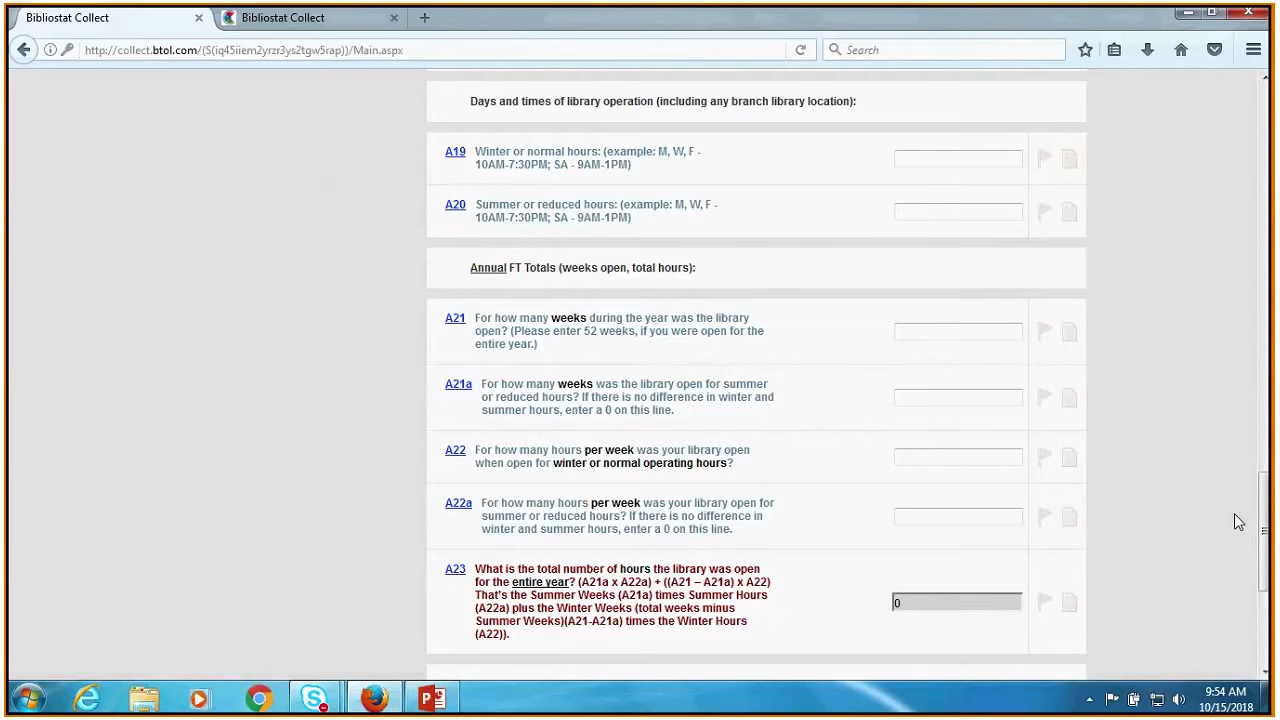 Bibliostat Collect
Bibliostat Collect
http://collect.btol.com/(S(iq45iiem2yrzr3ys2tgw5rap))/Main.aspx
Search
Days and times of library operation (including any branch library location):
A19 Winter or normal hours: (example: M, W, F -
10AM-7:30PM; SA - 9AM-1PM)
A20 Summer or reduced hours: (example: M, W, F -
10AM-7:30PM; SA - 9AM-1PM)
Annual FT Totals (weeks open, total hours):
A21 For how many weeks during the year was the library
open? (Please enter 52 weeks, if you were open for the
entire year.)
A21a For how many weeks was the library open for summer
or reduced hours? If there is no difference in winter and
summer hours, enter a 0 on this line.
A22 For how many hours per week was your library open
when open for winter or normal operating hours?
A22a For how many hours per week was your library open for
summer or reduced hours? If there is no difference in
winter and summer hours, enter a 0 on this line.
A23 What is the total number of hours the library was open
for the entire year? (A21a x A22a) + ((A21 – A21a) x A22)
That's the Summer Weeks (A21a) times Summer Hours
(A22a) plus the Winter Weeks (total weeks minus
Summer Weeks)(A21-A21a) times the Winter Hours
(A22)).
0
9:54 AM
10/15/2018